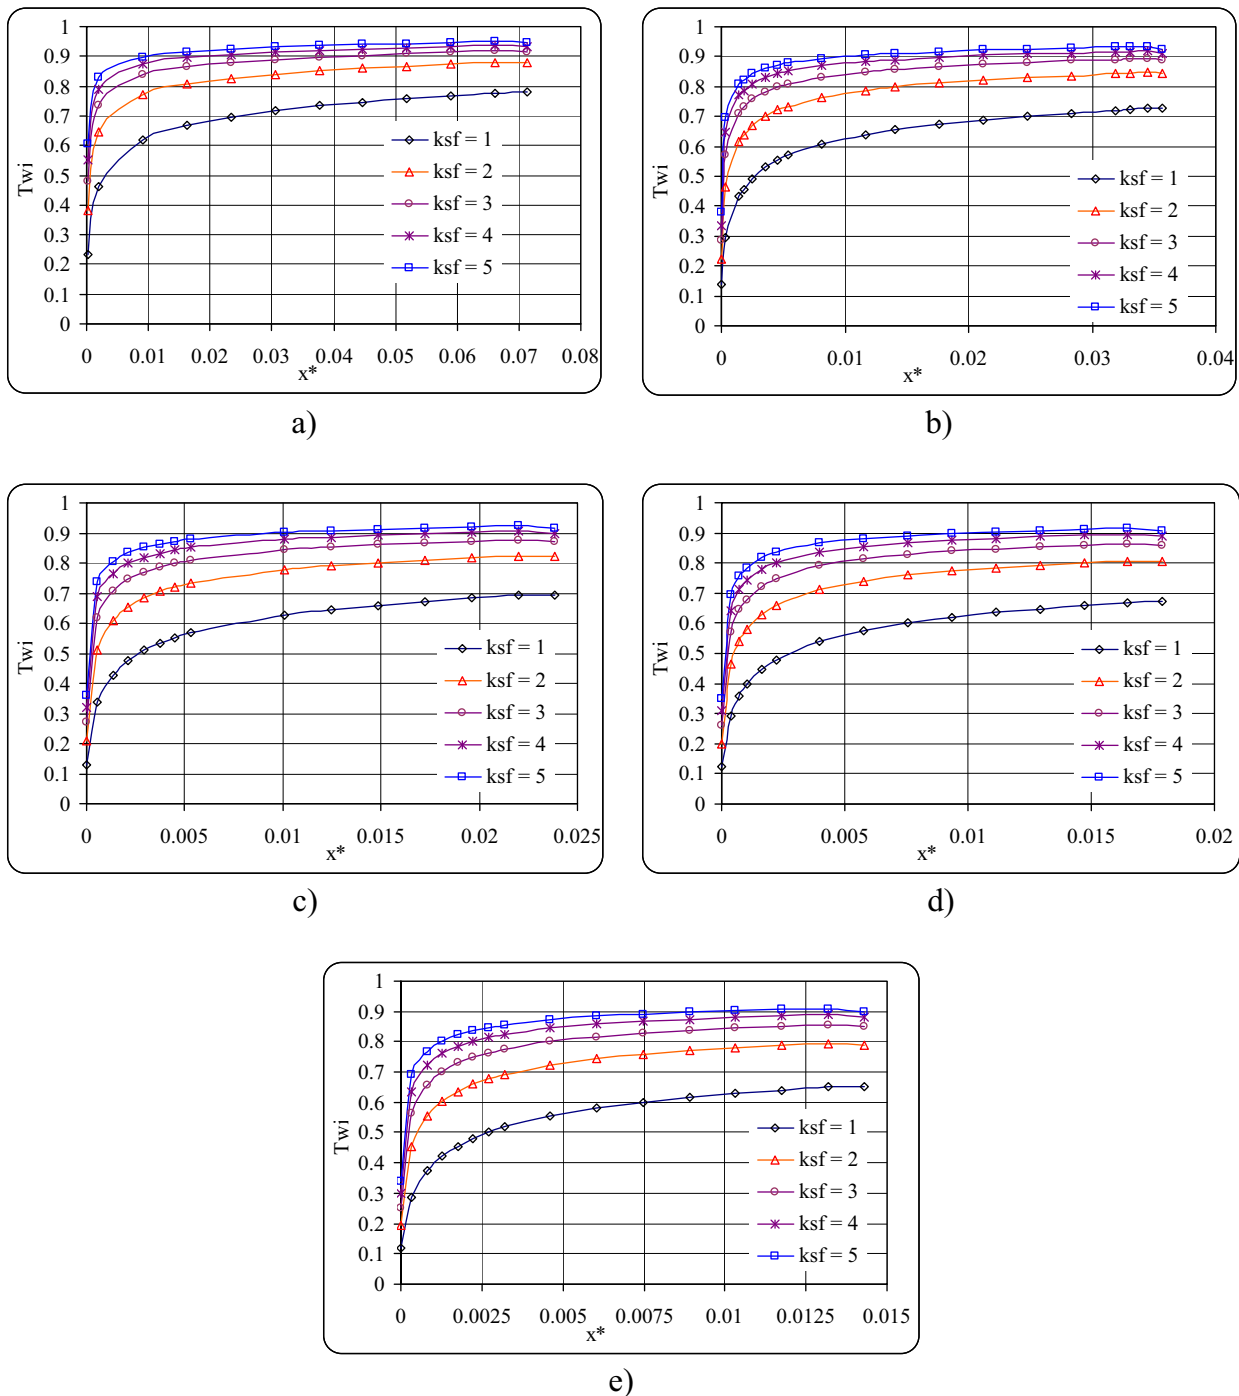 1
0.9
0.8
0.7
0.6
0.5
0.4
0.3
0.2
0.1
0
Twi
ksf = 1
ksf = 2
ksf = 3
ksf = 4
ksf = 5
0 0.01 0.02 0.03 0.04 0.05 0.06 0.07 0.08
x*
a)
1
0.9
0.8
0.7
0.6
0.5
0.4
0.3
0.2
0.1
0
Twi
ksf = 1
ksf = 2
ksf = 3
ksf = 4
ksf = 5
0 0.01 0.02 0.03 0.04
x*
b)
1
0.9
0.8
0.7
0.6
0.5
0.4
0.3
0.2
0.1
0
Twi
ksf = 1
ksf = 2
ksf = 3
ksf = 4
ksf = 5
0 0.005 0.01 0.015 0.02 0.025
x*
c)
1
0.9
0.8
0.7
0.6
0.5
0.4
0.3
0.2
0.1
0
Twi
ksf = 1
ksf = 2
ksf = 3
ksf = 4
ksf = 5
0 0.005 0.01 0.015 0.02
x*
d)
1
0.9
0.8
0.7
0.6
0.5
0.4
0.3
0.2
0.1
0
Twi
ksf = 1
ksf = 2
ksf = 3
ksf = 4
ksf = 5
0 0.0025 0.005 0.0075 0.01 0.0125 0.015
x*
e)